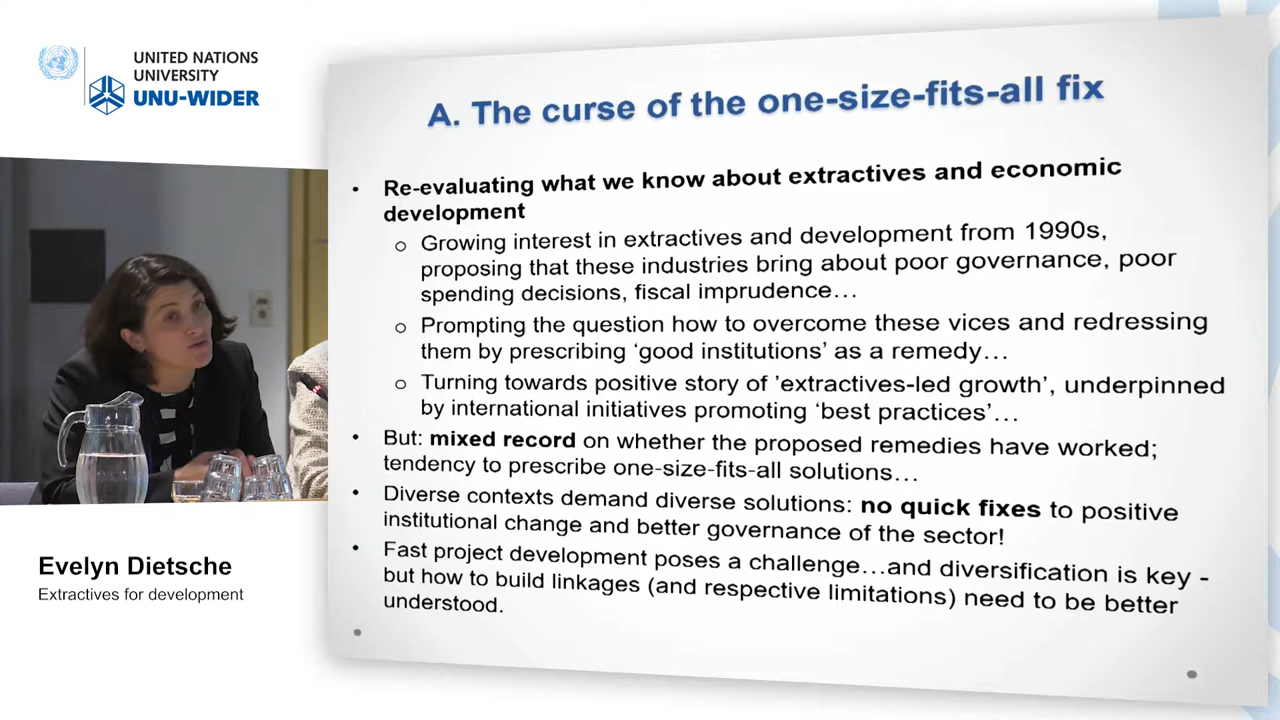 UNITED NATIONS
UNIVERSITY
UNU-WIDER
A. The curse of the one-size-fits-all fix
• Re-evaluating what we know about extractives and economic
development
o Growing interest in extractives and development from 1990s,
proposing that these industries bring about poor governance, poor
spending decisions, fiscal imprudence…
o Prompting the question how to overcome these vices and redressing
them by prescribing ‘good institutions’ as a remedy…
o Turning towards positive story of ’extractives-led growth’, underpinned
by international initiatives promoting ‘best practices’…
• But: mixed record on whether the proposed remedies have worked;
tendency to prescribe one-size-fits-all solutions…
• Diverse contexts demand diverse solutions: no quick fixes to positive
institutional change and better governance of the sector!
• Fast project development poses a challenge…and diversification is key -
but how to build linkages (and respective limitations) need to be better
understood.
Evelyn Dietsche
Extractives for development